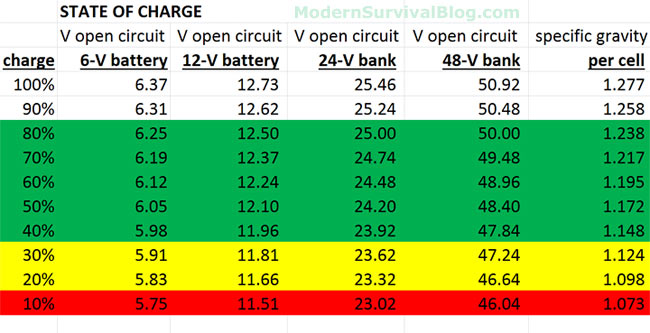 STATE OF CHARGE ModernSurvivalBlog.com
V open circuit V open circuit V open circuit V open circuit specific gravity
charge 6-V battery 12-V battery 24-V bank 48-V bank per cell
100% 6.37 12.73 25.46 50.92 1.277
90% 6.31 12.62 25.24 50.48 1.258
80% 6.25 12.50 25.00 50.00 1.238
70% 6.19 12.37 24.74 49.48 1.217
60% 6.12 12.24 24.48 48.96 1.195
50% 6.05 12.10 24.20 48.40 1.172
40% 5.98 11.96 23.92 47.84 1.148
30% 5.91 11.81 23.62 47.24 1.124
20% 5.83 11.66 23.32 46.64 1.098
10% 5.75 11.51 23.02 46.04 1.073